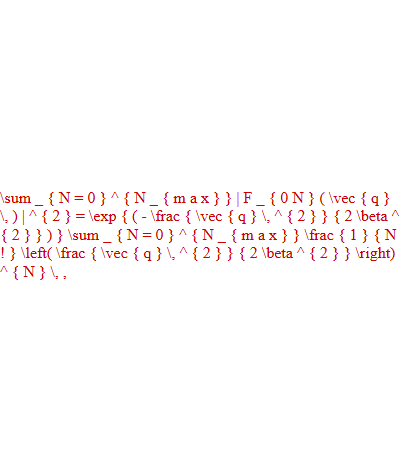 \sum _ { N = 0 } ^ { N _ { m a x } } | F _ { 0 N } ( \vec { q }
\, ) | ^ { 2 } = \exp { ( - \frac { \vec { q } \, ^ { 2 } } { 2 \beta ^
{ 2 } } ) } \sum _ { N = 0 } ^ { N _ { m a x } } \frac { 1 } { N
! } \left( \frac { \vec { q } \, ^ { 2 } } { 2 \beta ^ { 2 } } \right)
^ { N } \, ,